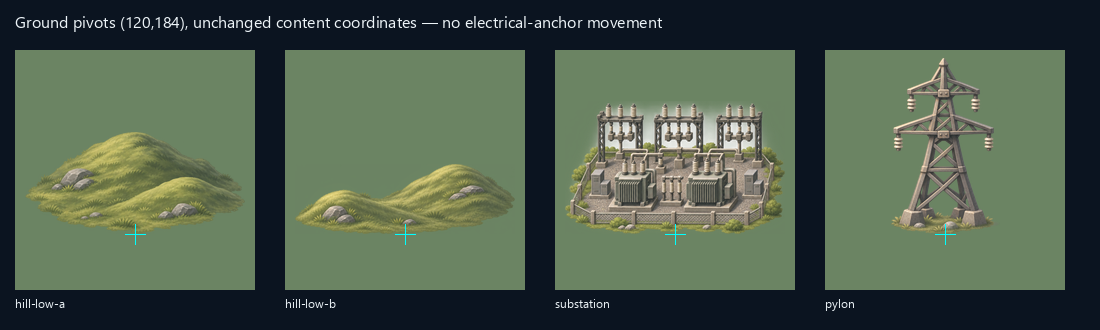 Ground pivots (120,184), unchanged content coordinates — no electrical-anchor movement
hill-low-a
hill-low-b
substation
pylon